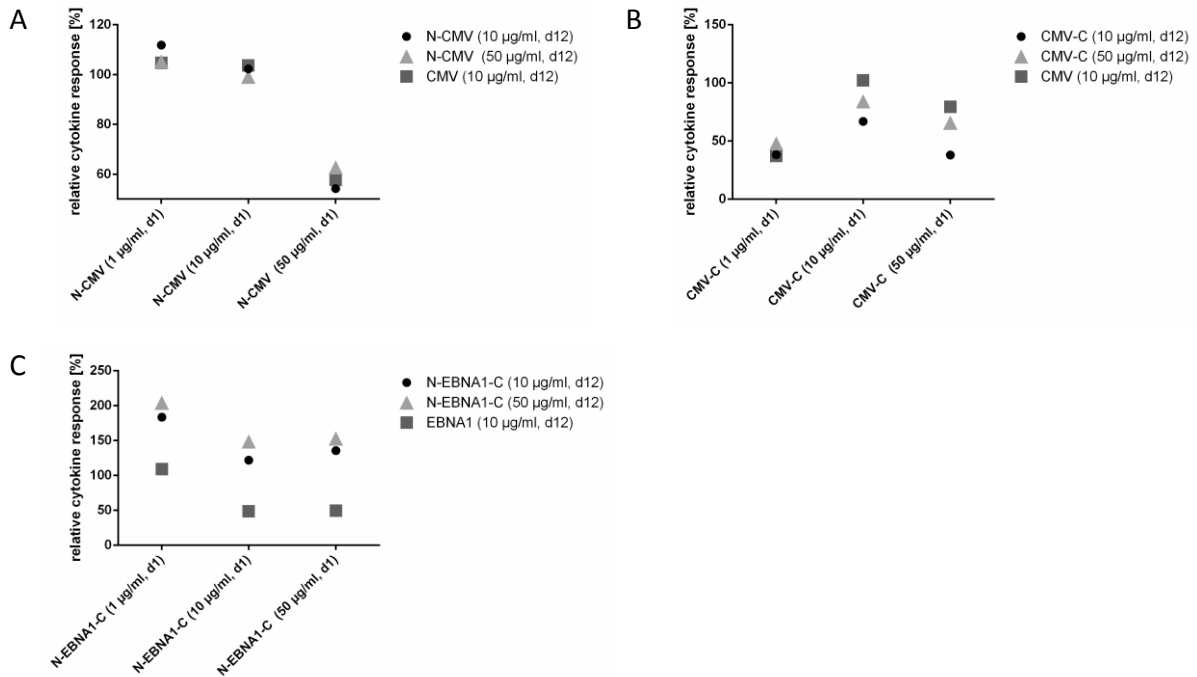 A
relative cytokine response [%]
120
100
80
60
N-CMV (1 µg/ml, d1)
N-CMV (10 µg/ml, d1)
N-CMV (50 µg/ml, d1)
N-CMV (10 µg/ml, d12)
N-CMV (50 µg/ml, d12)
CMV (10 µg/ml, d12)
B
relative cytokine response [%]
150
100
50
0
CMV-C (1 µg/ml, d1)
CMV-C (10 µg/ml, d1)
CMV-C (50 µg/ml, d1)
CMV-C (10 µg/ml, d12)
CMV-C (50 µg/ml, d12)
CMV (10 µg/ml, d12)
C
relative cytokine response [%]
250
200
150
100
50
0
N-EBNA1-C (1 µg/ml, d1)
N-EBNA1-C (10 µg/ml, d1)
N-EBNA1-C (50 µg/ml, d1)
N-EBNA1-C (10 µg/ml, d12)
N-EBNA1-C (50 µg/ml, d12)
EBNA1 (10 µg/ml, d12)